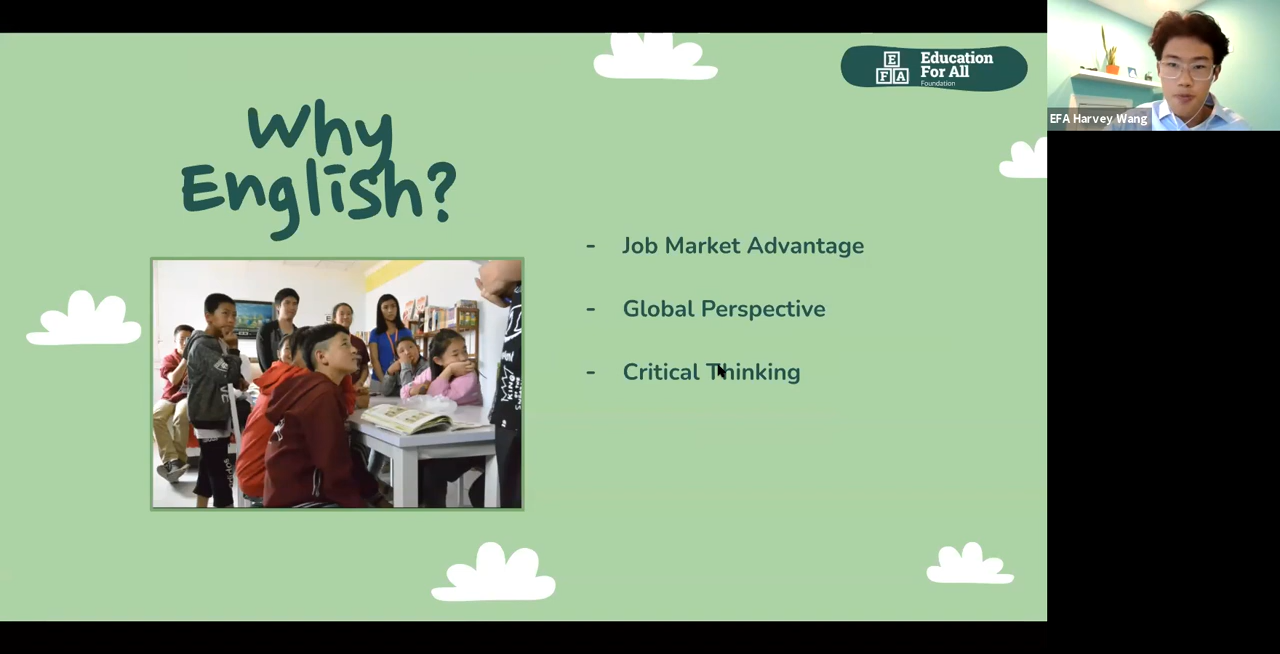 Why
English?
E
F A
Education
For All
Foundation
- Job Market Advantage
- Global Perspective
- Critical Thinking
EFA Harvey Wang